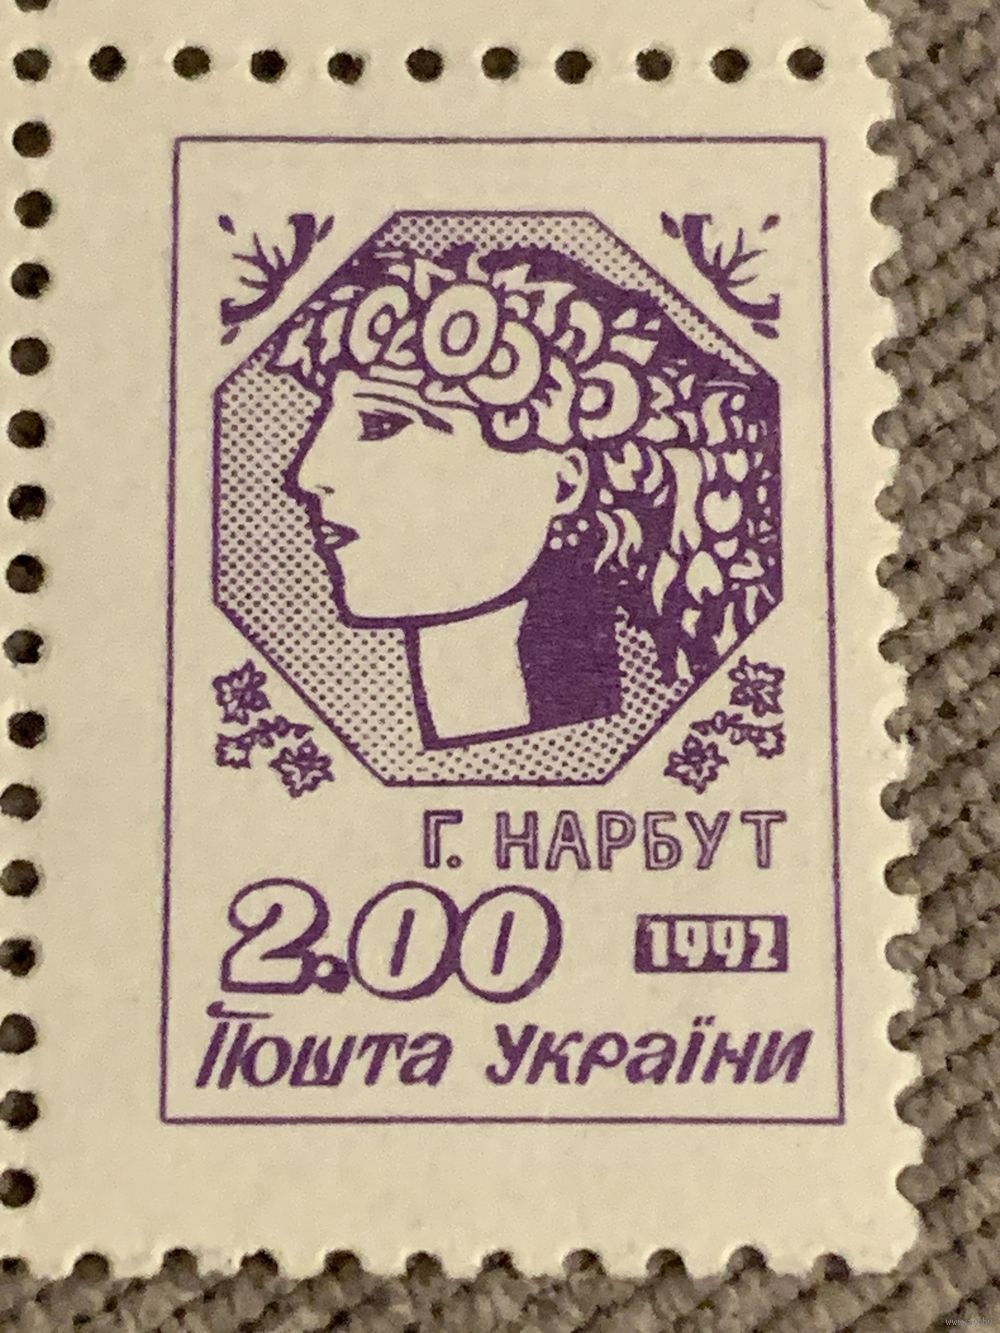 Г. НАРБУТ
2.00 1992
Пошта України